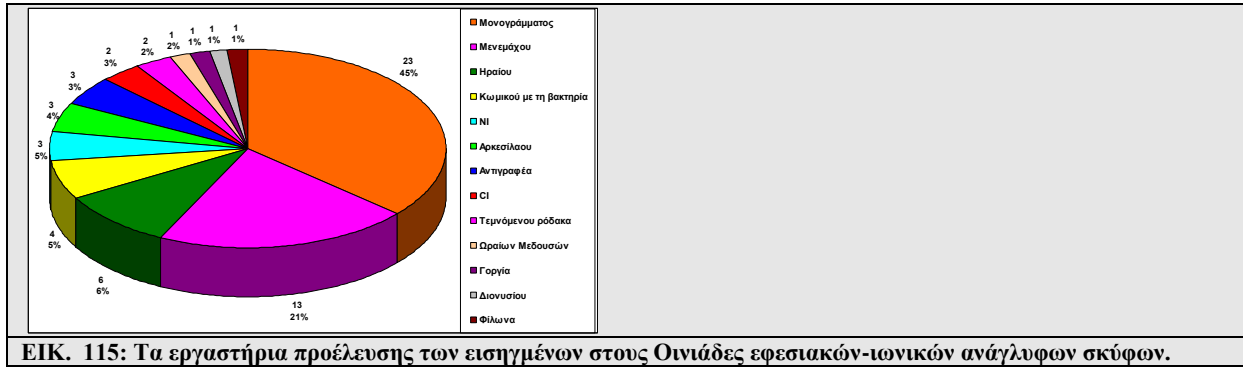 23
45%
13
21%
6
6%
4
5%
3
5%
3
4%
3
3%
2
3%
2
2%
1
2%
1
1%
1
1%
1
1%
Μονογράμματος
Μενεμάχου
Ηραίου
Κωμικού με τη βακτηρία
NI
Αρκεσίλαου
Αντιγραφέα
CI
Τεμνόμενου ρόδακα
Ωραίων Μεδουσών
Γοργία
Διονυσίου
Φίλωνα
ΕΙΚ. 115: Τα εργαστήρια προέλευσης των εισηγμένων στους Οινιάδες εφεσιακών-ιωνικών ανάγλυφων σκύφων.